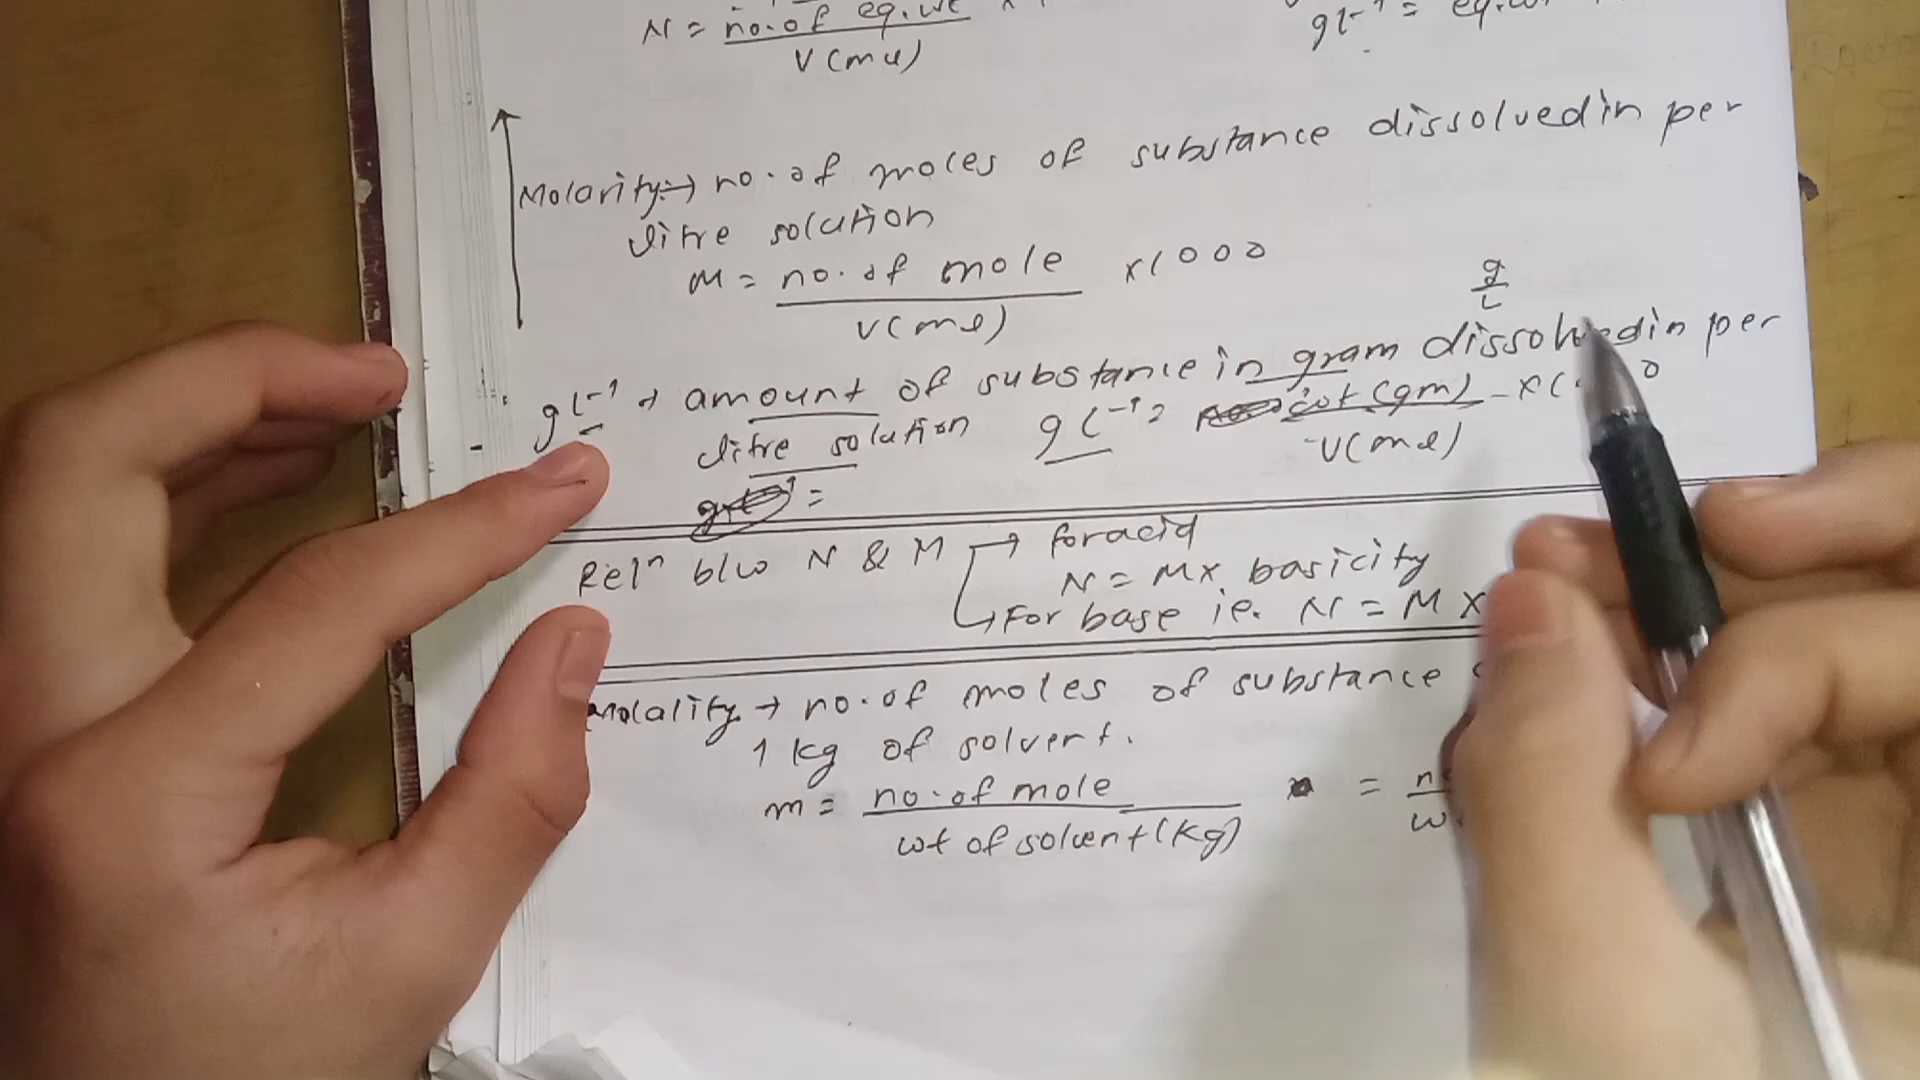 N = no. of eq. wt
V(ml)
gL⁻¹ =
Molarity:→ no. of moles of substance dissolved in per
litre solution
M = no. of mole ×1000
V(ml)
g
L
gL⁻¹ → amount of substance in gram dissolved in per
litre solution gL⁻¹ = wt (gm) ×
V(ml)
=
Relⁿ b/w N & M → for acid
N = M× basicity
→ For base ie. N = M ×
Molality → no. of moles of substance
1 kg of solvent.
m = no. of mole =
wt of solvent (kg)